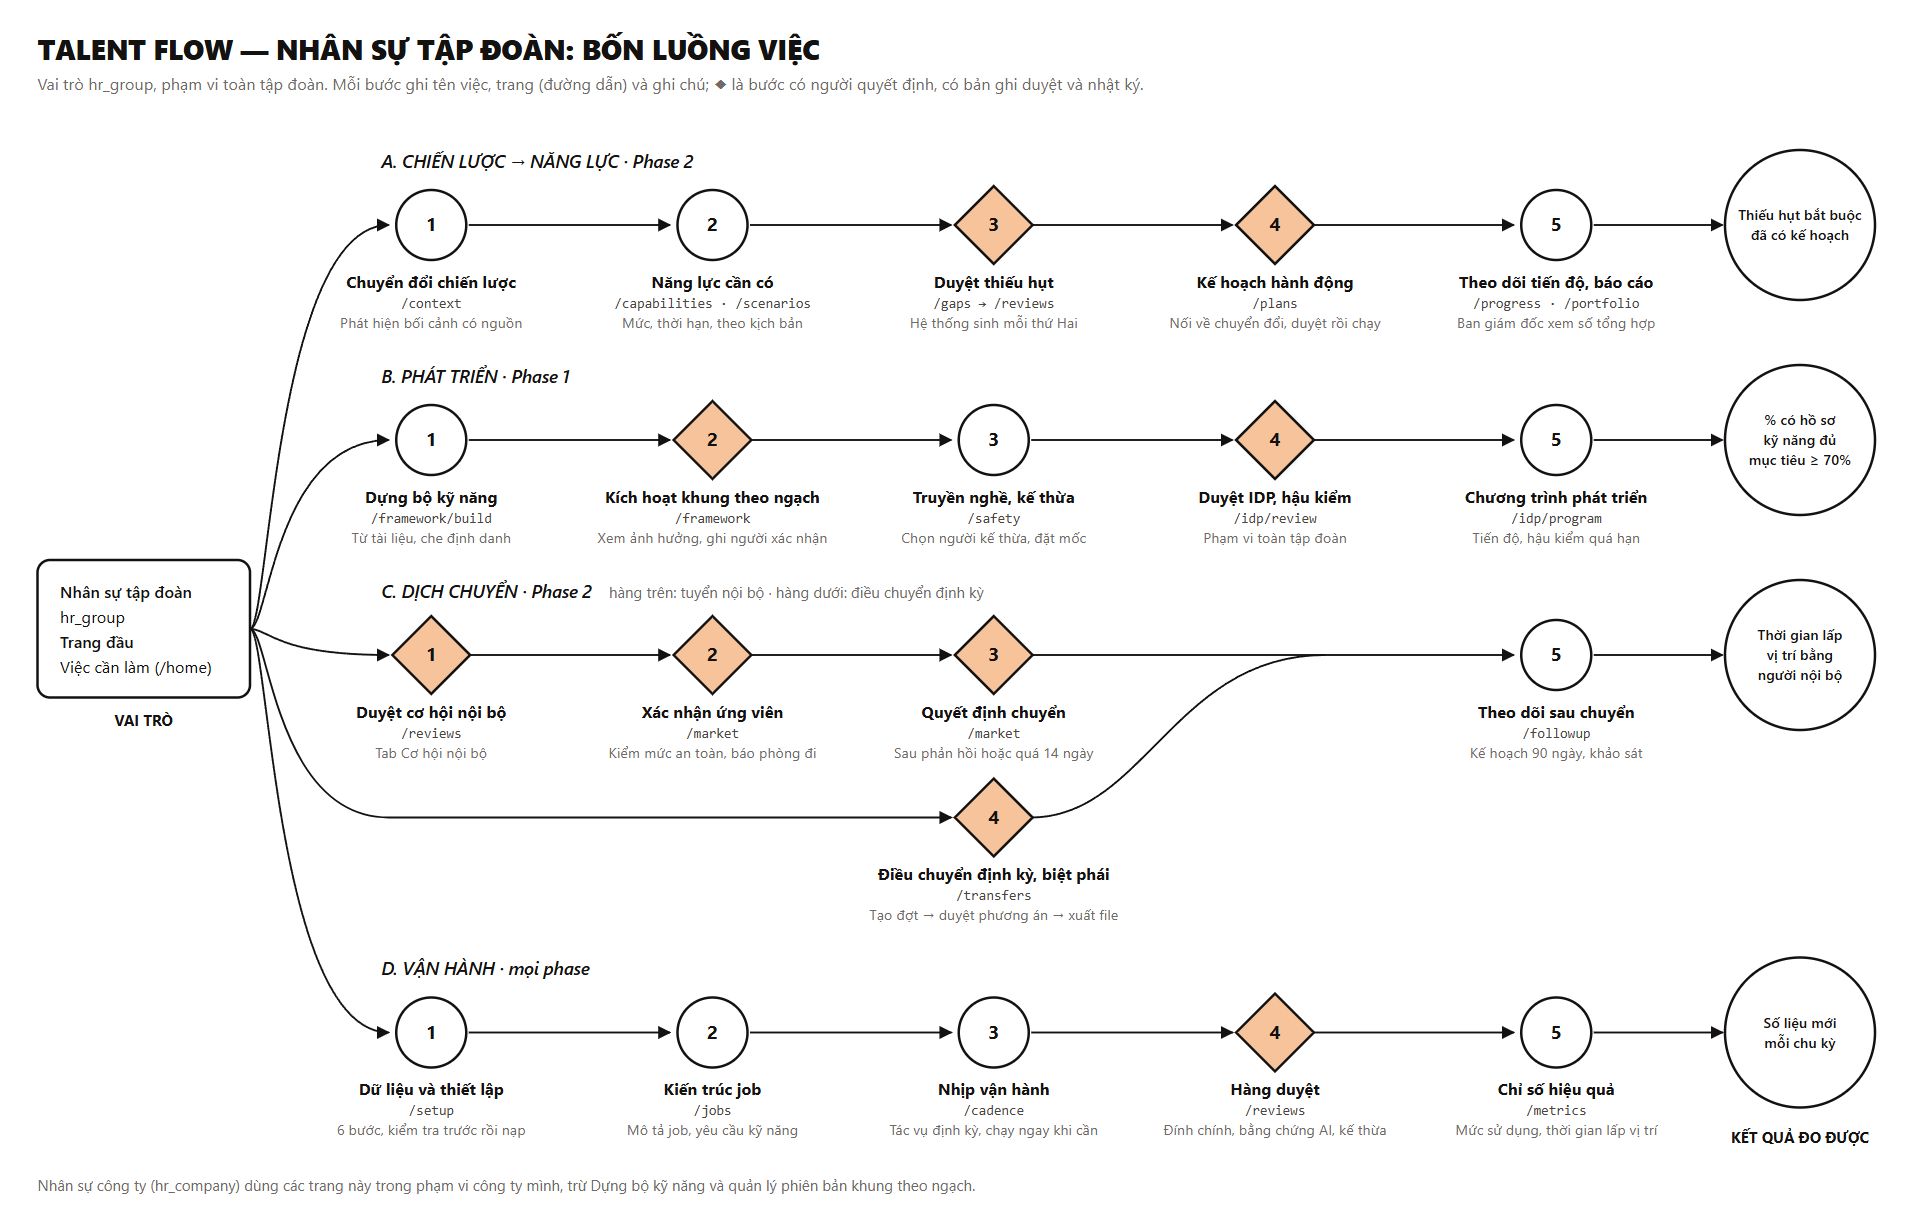 TALENT FLOW — NHÂN SỰ TẬP ĐOÀN: BỐN LUỒNG VIỆC
Vai trò hr_group, phạm vi toàn tập đoàn. Mỗi bước ghi tên việc, trang (đường dẫn) và ghi chú; ◆ là bước có người quyết định, có bản ghi duyệt và nhật ký.
A. CHIẾN LƯỢC → NĂNG LỰC · Phase 2
1
2
3
4
5
Thiếu hụt bắt buộc
đã có kế hoạch
Chuyển đổi chiến lược
/context
Phát hiện bối cảnh có nguồn
Năng lực cần có
/capabilities · /scenarios
Mức, thời hạn, theo kịch bản
Duyệt thiếu hụt
/gaps → /reviews
Hệ thống sinh mỗi thứ Hai
Kế hoạch hành động
/plans
Nối về chuyển đổi, duyệt rồi chạy
Theo dõi tiến độ, báo cáo
/progress · /portfolio
Ban giám đốc xem số tổng hợp
B. PHÁT TRIỂN · Phase 1
1
2
3
4
5
% có hồ sơ
kỹ năng đủ
mục tiêu ≥ 70%
Dựng bộ kỹ năng
/framework/build
Từ tài liệu, che định danh
Kích hoạt khung theo ngạch
/framework
Xem ảnh hưởng, ghi người xác nhận
Truyền nghề, kế thừa
/safety
Chọn người kế thừa, đặt mốc
Duyệt IDP, hậu kiểm
/idp/review
Phạm vi toàn tập đoàn
Chương trình phát triển
/idp/program
Tiến độ, hậu kiểm quá hạn
Nhân sự tập đoàn
hr_group
Trang đầu
Việc cần làm (/home)
VAI TRÒ
C. DỊCH CHUYỂN · Phase 2 hàng trên: tuyển nội bộ · hàng dưới: điều chuyển định kỳ
1
2
3
5
Thời gian lấp
vị trí bằng
người nội bộ
Duyệt cơ hội nội bộ
/reviews
Tab Cơ hội nội bộ
Xác nhận ứng viên
/market
Kiểm mức an toàn, báo phòng đi
Quyết định chuyển
/market
Sau phản hồi hoặc quá 14 ngày
Theo dõi sau chuyển
/followup
Kế hoạch 90 ngày, khảo sát
4
Điều chuyển định kỳ, biệt phái
/transfers
Tạo đợt → duyệt phương án → xuất file
D. VẬN HÀNH · mọi phase
1
2
3
4
5
Số liệu mới
mỗi chu kỳ
Dữ liệu và thiết lập
/setup
6 bước, kiểm tra trước rồi nạp
Kiến trúc job
/jobs
Mô tả job, yêu cầu kỹ năng
Nhịp vận hành
/cadence
Tác vụ định kỳ, chạy ngay khi cần
Hàng duyệt
/reviews
Đính chính, bằng chứng AI, kế thừa
Chỉ số hiệu quả
/metrics
Mức sử dụng, thời gian lấp vị trí
KẾT QUẢ ĐO ĐƯỢC
Nhân sự công ty (hr_company) dùng các trang này trong phạm vi công ty mình, trừ Dựng bộ kỹ năng và quản lý phiên bản khung theo ngạch.